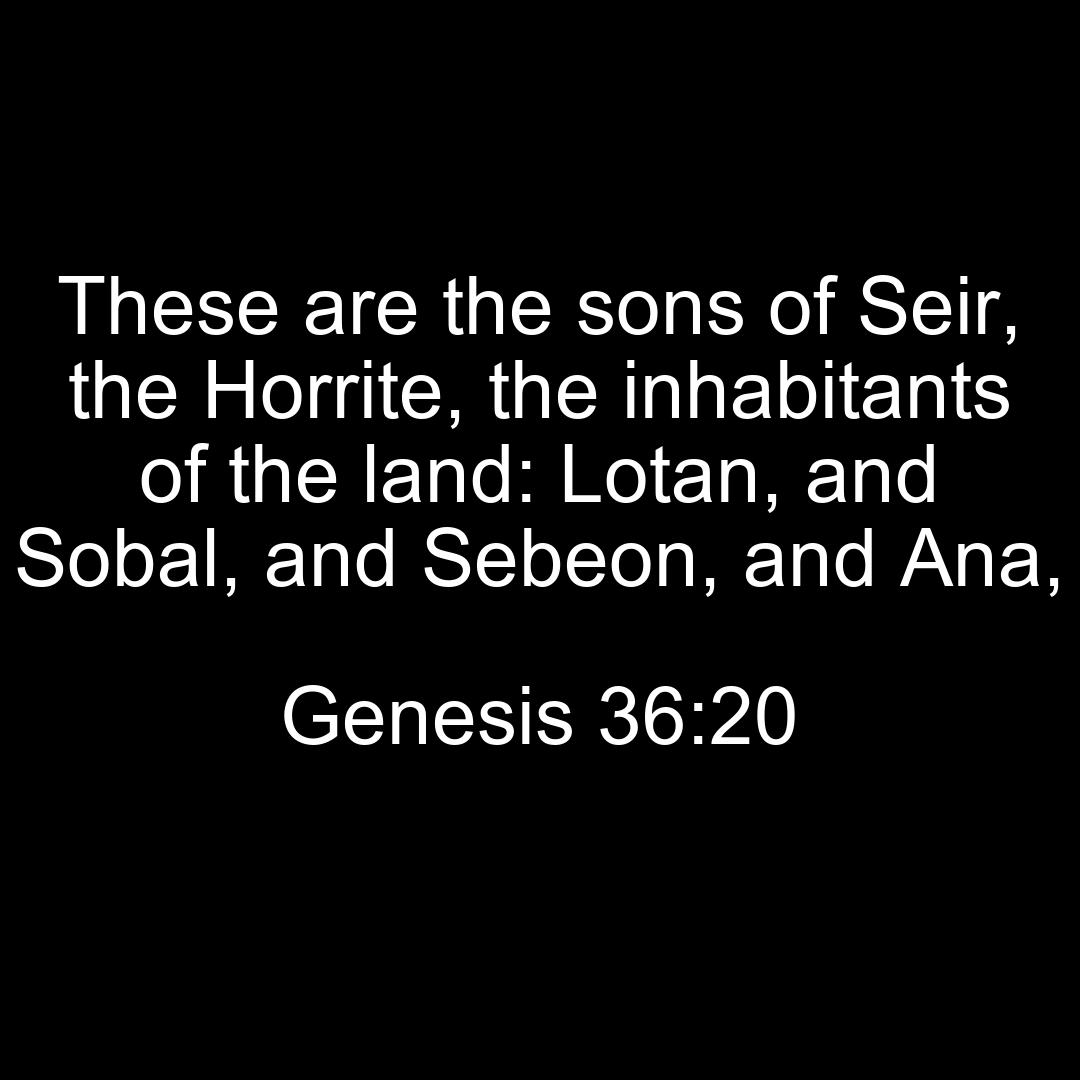 These are the sons of Seir,
the Horrite, the inhabitants
of the land: Lotan, and
Sobal, and Sebeon, and Ana,
Genesis 36:20